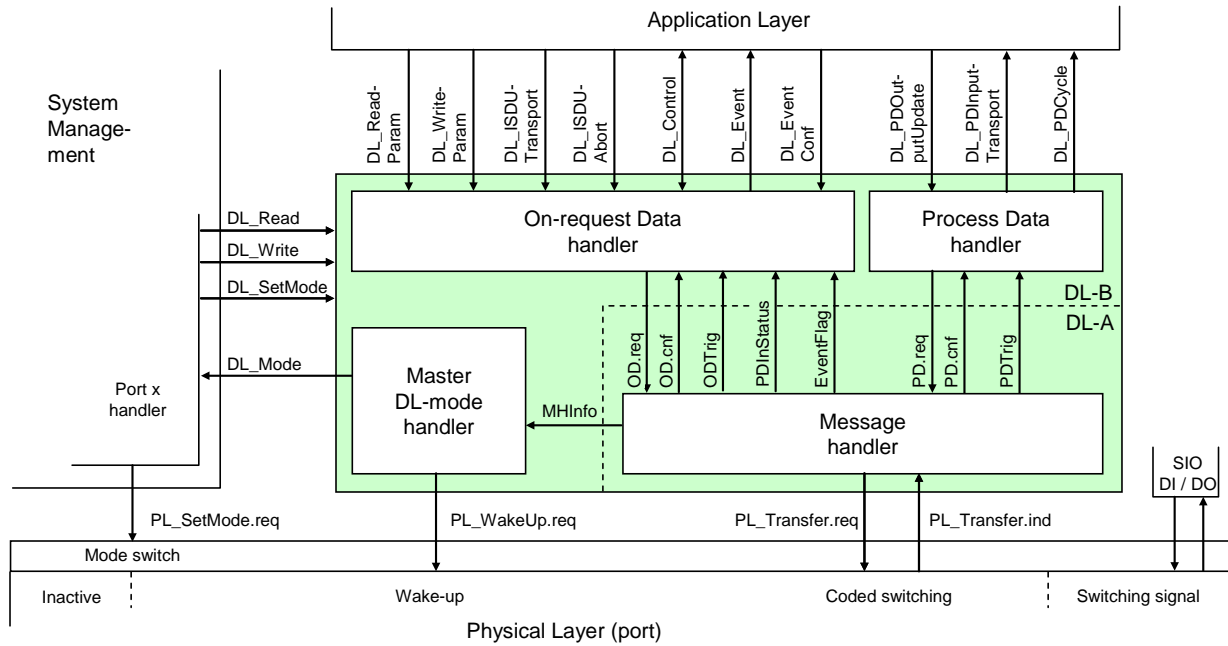 Application Layer
System
Manage-
ment
DL_Read-
Param
DL_Write-
Param
DL_ISDU-
Transport
DL_ISDU-
Abort
DL_Control
DL_Event
DL_Event
Conf
DL_PDOut-
putUpdate
DL_PDInput-
Transport
DL_PDCycle
On-request Data
handler
Process Data
handler
DL_Read
DL_Write
DL_SetMode
DL-B
DL-A
OD.req
OD.cnf
ODTrig
PDInStatus
EventFlag
PD.req
PD.cnf
PDTrig
DL_Mode
Port x
handler
Master
DL-mode
handler
MHInfo
Message
handler
SIO
DI / DO
PL_SetMode.req
PL_WakeUp.req
PL_Transfer.req
PL_Transfer.ind
Mode switch
Inactive
Wake-up
Coded switching
Switching signal
Physical Layer (port)